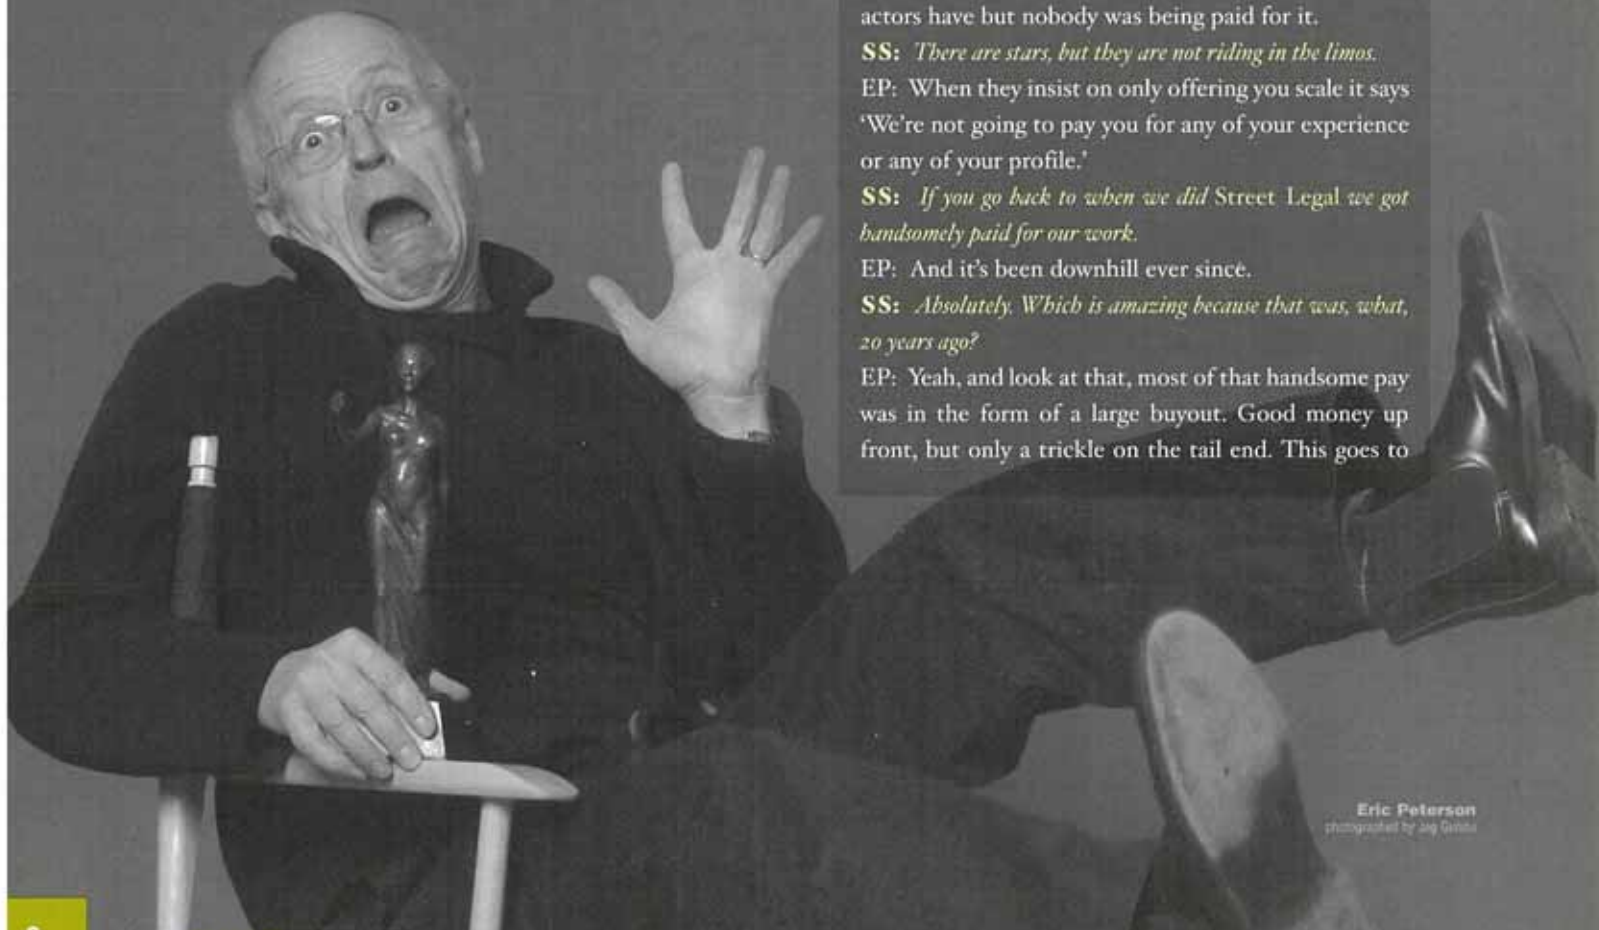 actors have but nobody was being paid for it.
SS: There are stars, but they are not riding in the limos.
EP: When they insist on only offering you scale it says
‘We’re not going to pay you for any of your experience
or any of your profile.’
SS: If you go back to when we did Street Legal we got
handsomely paid for our work.
EP: And it’s been downhill ever since.
SS: Absolutely. Which is amazing because that was, what,
20 years ago?
EP: Yeah, and look at that, most of that handsome pay
was in the form of a large buyout. Good money up
front, but only a trickle on the tail end. This goes to
Eric Peterson
photographed by